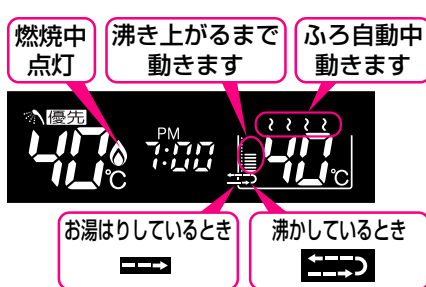 燃焼中
点灯
沸き上がるまで
動きます
ふろ自動中
動きます
優先
40℃
PM
7:00
40℃
お湯はりしているとき
沸かしているとき